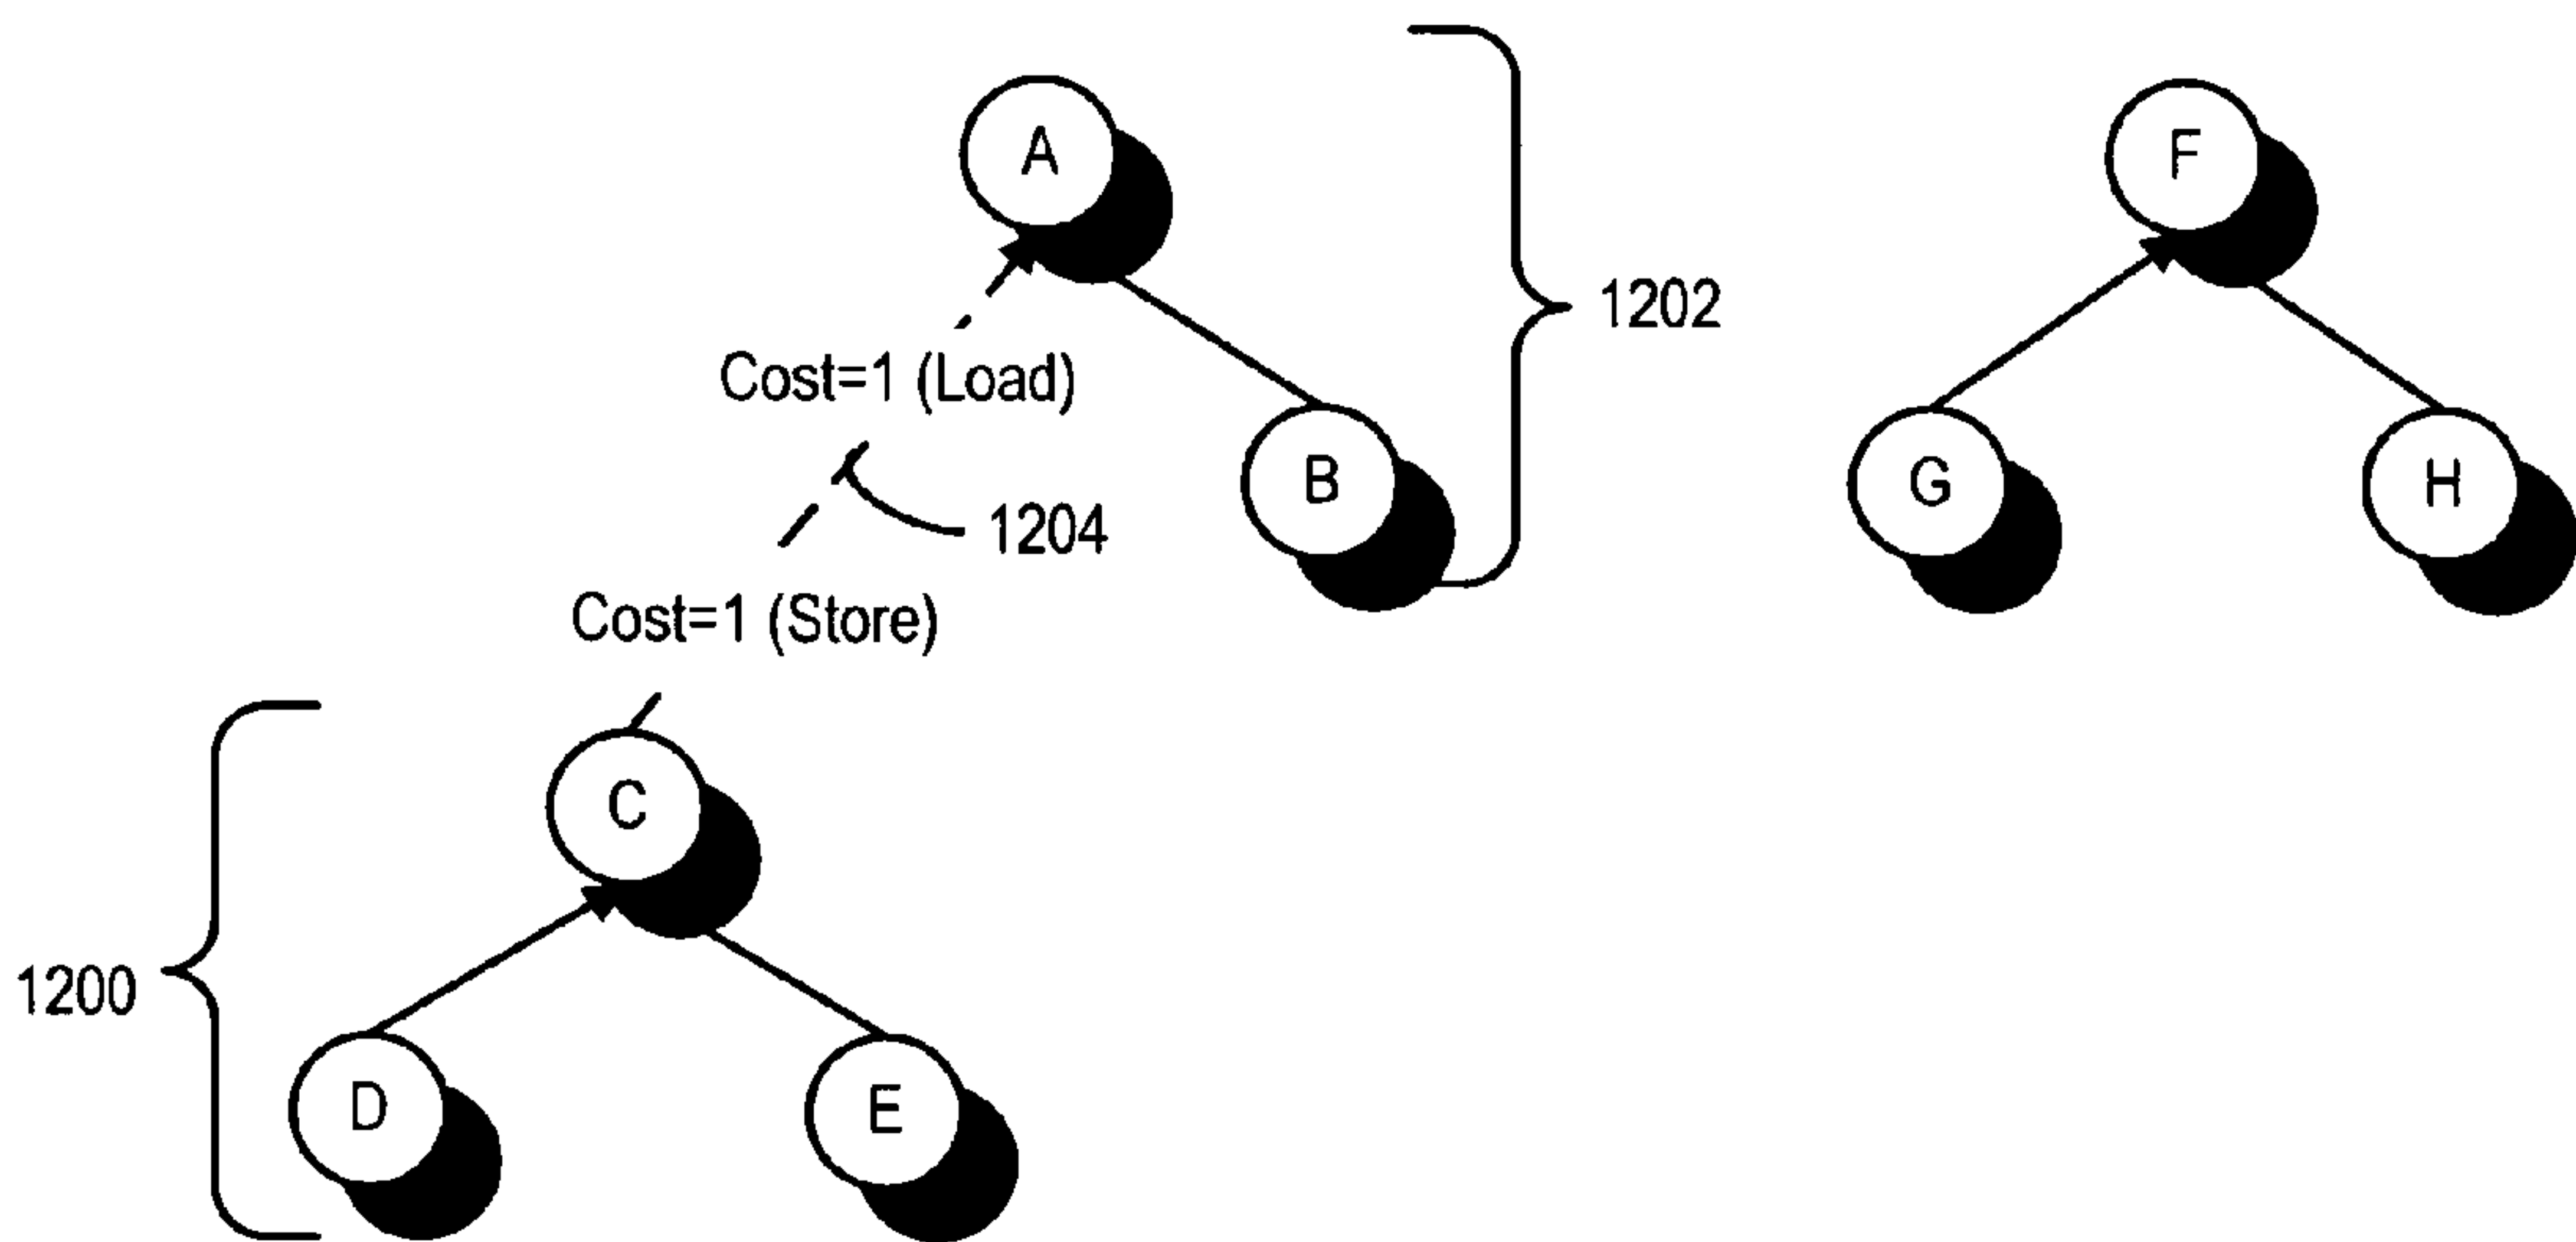 A
F
1202
Cost=1 (Load)
B
G
H
1204
Cost=1 (Store)
C
1200
D
E